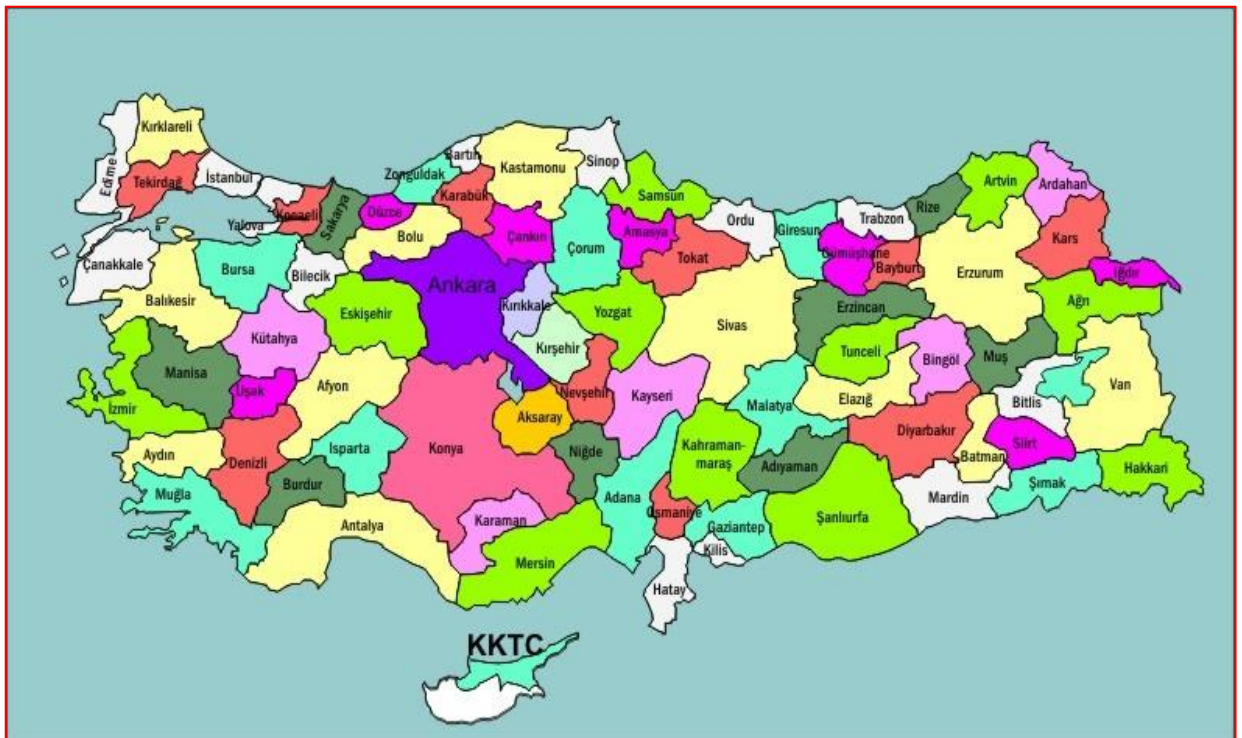 Kırklareli
Edirne
Tekirdağ
İstanbul
Yalova
Kocaeli
Sakarya
Düzce
Zonguldak
Bartın
Karabük
Kastamonu
Sinop
Samsun
Bolu
Çankırı
Çorum
Amasya
Tokat
Ordu
Giresun
Gümüşhane
Trabzon
Bayburt
Rize
Artvin
Ardahan
Kars
Iğdır
Erzurum
Ağrı
Çanakkale
Balıkesir
Bursa
Bilecik
Eskişehir
Ankara
Kırıkkale
Kırşehir
Yozgat
Sivas
Erzincan
Tunceli
Bingöl
Muş
Bitlis
Van
Kütahya
Manisa
Uşak
Afyon
İzmir
Aydın
Denizli
Isparta
Burdur
Muğla
Antalya
Konya
Aksaray
Nevşehir
Niğde
Kayseri
Karaman
Mersin
Adana
Kahraman-
maraş
Osmaniye
Malatya
Adıyaman
Elazığ
Diyarbakır
Batman
Siirt
Şırnak
Hakkari
Mardin
Şanlıurfa
Gaziantep
Kilis
Hatay
KKTC